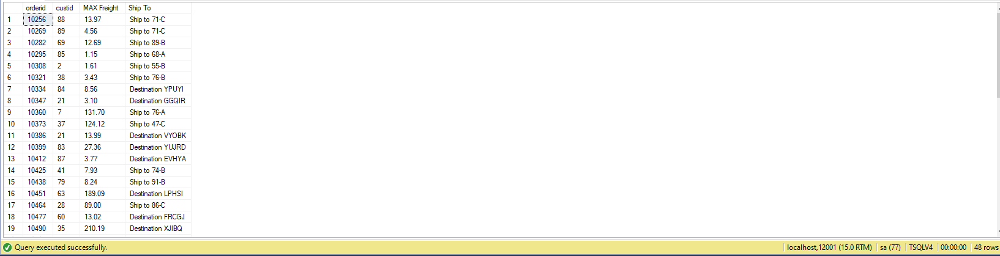 orderid custid MAX Freight Ship To
1 10256 88 13.97 Ship to 71-C
2 10269 89 4.56 Ship to 71-C
3 10282 69 12.69 Ship to 89-B
4 10295 85 1.15 Ship to 68-A
5 10308 2 1.61 Ship to 55-B
6 10321 38 3.43 Ship to 76-B
7 10334 84 8.56 Destination YPUYI
8 10347 21 3.10 Destination GGQIR
9 10360 7 131.70 Ship to 76-A
10 10373 37 124.12 Ship to 47-C
11 10386 21 13.99 Destination VYOBK
12 10399 83 27.36 Destination YUJRD
13 10412 87 3.77 Destination EVHYA
14 10425 41 7.93 Ship to 74-B
15 10438 79 8.24 Ship to 91-B
16 10451 63 189.09 Destination LPHSI
17 10464 28 89.00 Ship to 86-C
18 10477 60 13.02 Destination FRCGJ
19 10490 35 210.19 Destination XJIBQ
Query executed successfully. localhost,12001 (15.0 RTM) sa (77) TSQLV4 00:00:00 48 rows